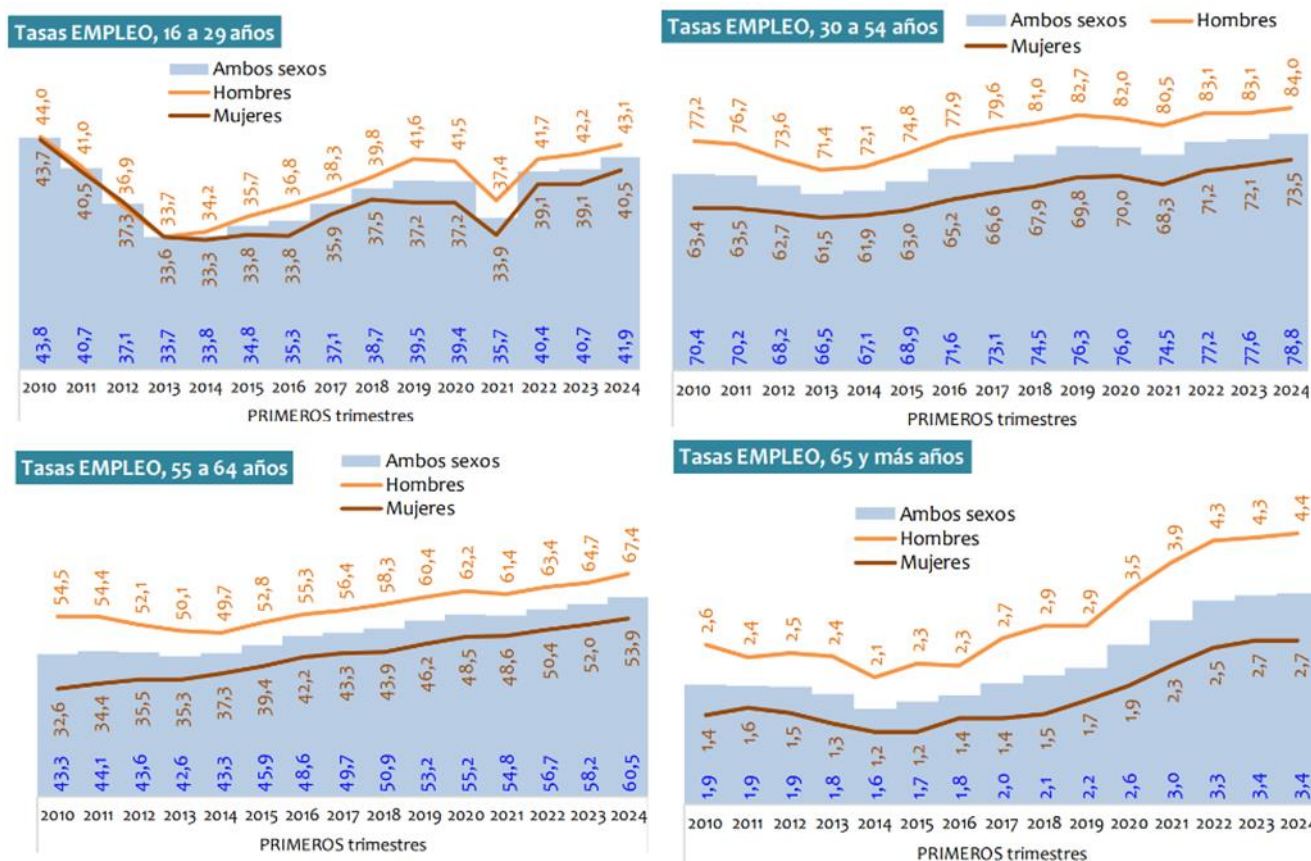 Tasas EMPLEO, 16 a 29 años
Ambos sexos
Hombres
Mujeres
44,0 41,0 36,9 33,7 34,2 35,7 36,8 38,3 39,8 41,6 41,5 37,4 41,7 42,2 43,1
43,7 40,5 37,3 33,6 33,3 33,8 33,8 35,9 37,5 37,2 37,2 33,9 39,1 39,1 40,5
43,8 40,7 37,1 33,7 33,8 34,8 35,3 37,1 38,7 39,5 39,4 35,7 40,4 40,7 41,9
2010 2011 2012 2013 2014 2015 2016 2017 2018 2019 2020 2021 2022 2023 2024
PRIMEROS trimestres
Tasas EMPLEO, 30 a 54 años
Ambos sexos Hombres
Mujeres
77,2 76,7 73,6 71,4 72,1 74,8 77,9 79,6 81,0 82,7 82,0 80,5 83,1 83,1 84,0
63,4 63,5 62,7 61,5 61,9 63,0 65,2 66,6 67,9 69,8 70,0 68,3 71,2 72,1 73,5
70,4 70,2 68,2 66,5 67,1 68,9 71,6 73,1 74,5 76,3 76,0 74,5 77,2 77,6 78,8
2010 2011 2012 2013 2014 2015 2016 2017 2018 2019 2020 2021 2022 2023 2024
PRIMEROS trimestres
Tasas EMPLEO, 55 a 64 años
Ambos sexos
Hombres
Mujeres
54,5 54,4 52,1 50,1 49,7 52,8 55,3 56,4 58,3 60,4 62,2 61,4 63,4 64,7 67,4
32,6 34,4 35,5 35,3 37,3 39,4 42,2 43,3 43,9 46,2 48,5 48,6 50,4 52,0 53,9
43,3 44,1 43,6 42,6 43,3 45,9 48,6 49,7 50,9 53,2 55,2 54,8 56,7 58,2 60,5
2010 2011 2012 2013 2014 2015 2016 2017 2018 2019 2020 2021 2022 2023 2024
PRIMEROS trimestres
Tasas EMPLEO, 65 y más años
Ambos sexos
Hombres
Mujeres
2,6 2,4 2,5 2,4 2,1 2,3 2,3 2,7 2,9 2,9 3,5 3,9 4,3 4,3 4,4
1,4 1,6 1,5 1,3 1,2 1,2 1,4 1,4 1,5 1,7 1,9 2,3 2,5 2,7 2,7
1,9 1,9 1,9 1,8 1,6 1,7 1,8 2,0 2,1 2,2 2,6 3,0 3,3 3,4 3,4
2010 2011 2012 2013 2014 2015 2016 2017 2018 2019 2020 2021 2022 2023 2024
PRIMEROS trimestres